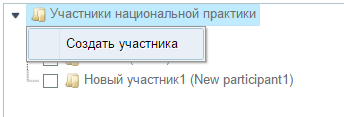 Участники национальной практики
Создать участника
Новый участник1 (New participant1)